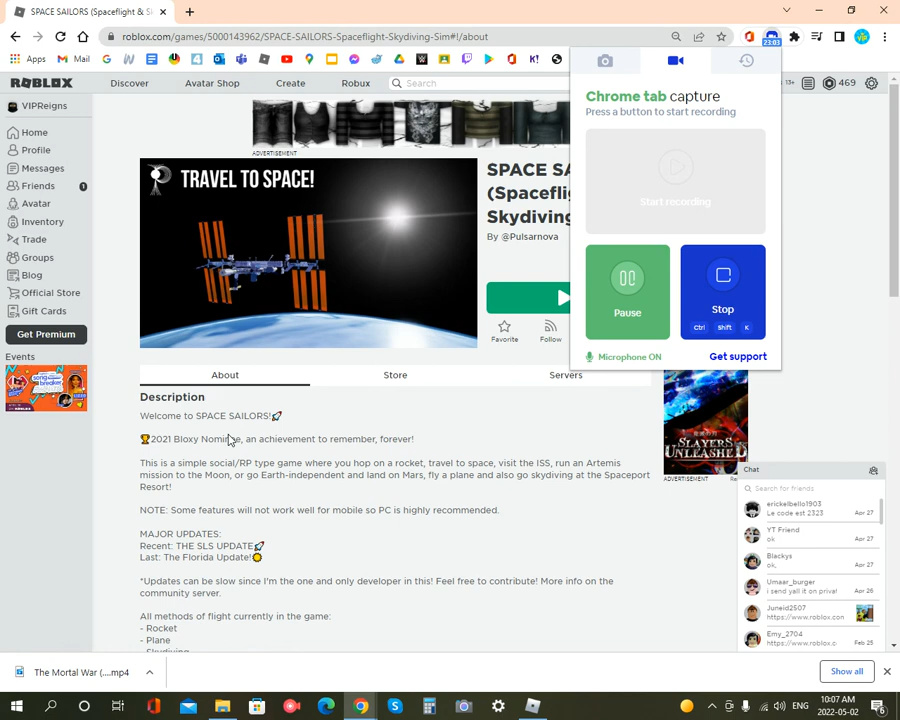 SPACE SAILORS (Spaceflight & S
roblox.com/games/5000143962/SPACE-SAILORS-Spaceflight-Skydiving-Sim#!/about
23:03
VIP
Apps
Mail
ROBLOX
Discover
Avatar Shop
Create
Robux
Search
13+
469
VIPReigns
Home
Profile
Messages
Friends
1
Avatar
Inventory
Trade
Groups
Blog
Official Store
Gift Cards
Get Premium
Events
ADVERTISEMENT
TRAVEL TO SPACE!
SPACE SA
(Spacefl
Skydiving
By @Pulsarnova
Favorite
Follow
Chrome tab capture
Press a button to start recording
Start recording
Pause
Stop
Ctrl
Shift
K
Microphone ON
Get support
About
Store
Servers
Description
Welcome to SPACE SAILORS!🚀
🏆2021 Bloxy Nominee, an achievement to remember, forever!
This is a simple social/RP type game where you hop on a rocket, travel to space, visit the ISS, run an Artemis
mission to the Moon, or go Earth-independent and land on Mars, fly a plane and also go skydiving at the Spaceport
Resort!
NOTE: Some features will not work well for mobile so PC is highly recommended.
MAJOR UPDATES:
Recent: THE SLS UPDATE🚀
Last: The Florida Update!🌞
*Updates can be slow since I'm the one and only developer in this! Feel free to contribute! More info on the
community server.
All methods of flight currently in the game:
- Rocket
- Plane
- Skydiving
SLAYERS
UNLEASHED
ADVERTISEMENT
Chat
Search for friends
erickelbello1903
Le code est 2323
Apr 27
YT Friend
ok
Apr 27
Blackys
ok,
Apr 27
Umaar_burger
i send yall it on prival
Apr 26
Juneid2507
https://www.roblox.con
Emy_2704
https://www.roblox.c
Feb 25
The Mortal War (....mp4
Show all
ENG
10:07 AM
2022-05-02
6